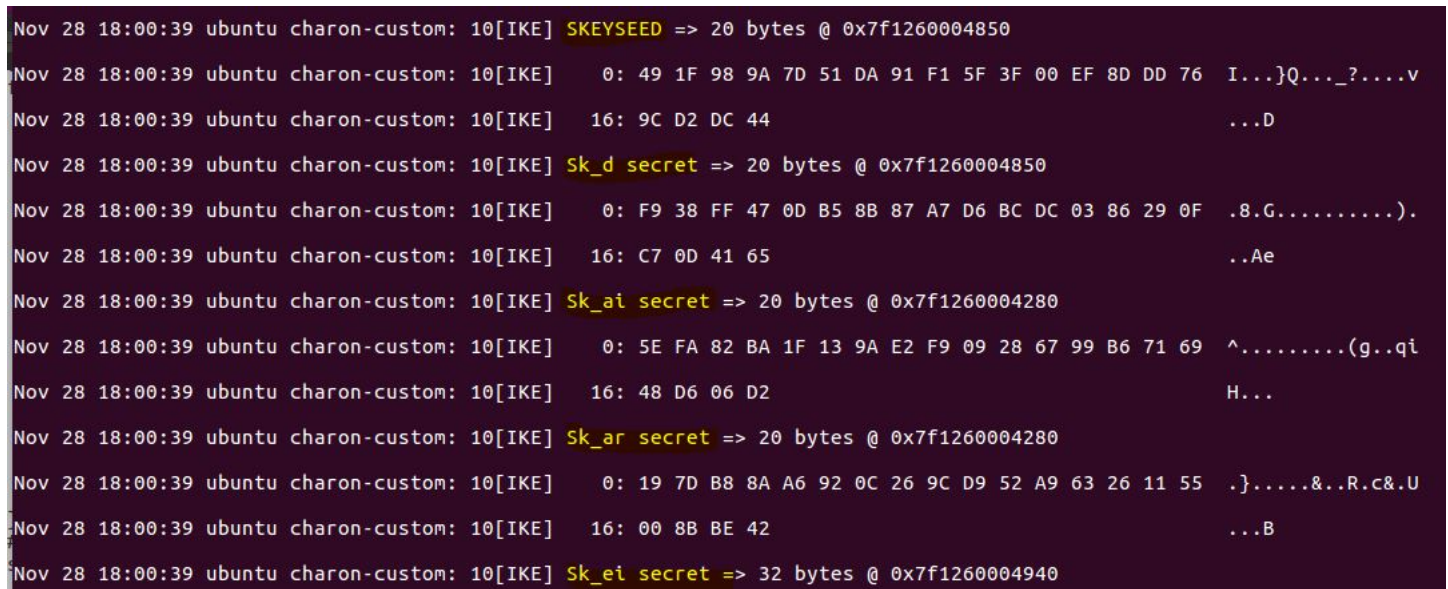 Nov 28 18:00:39 ubuntu charon-custom: 10[IKE] SKEYSEED => 20 bytes @ 0x7f1260004850
Nov 28 18:00:39 ubuntu charon-custom: 10[IKE]    0: 49 1F 98 9A 7D 51 DA 91 F1 5F 3F 00 EF 8D DD 76  I...}Q..._?....v
Nov 28 18:00:39 ubuntu charon-custom: 10[IKE]   16: 9C D2 DC 44                                      ...D
Nov 28 18:00:39 ubuntu charon-custom: 10[IKE] Sk_d secret => 20 bytes @ 0x7f1260004850
Nov 28 18:00:39 ubuntu charon-custom: 10[IKE]    0: F9 38 FF 47 0D B5 8B 87 A7 D6 BC DC 03 86 29 0F  .8.G..........).
Nov 28 18:00:39 ubuntu charon-custom: 10[IKE]   16: C7 0D 41 65                                      ..Ae
Nov 28 18:00:39 ubuntu charon-custom: 10[IKE] Sk_ai secret => 20 bytes @ 0x7f1260004280
Nov 28 18:00:39 ubuntu charon-custom: 10[IKE]    0: 5E FA 82 BA 1F 13 9A E2 F9 09 28 67 99 B6 71 69  ^.........(g..qi
Nov 28 18:00:39 ubuntu charon-custom: 10[IKE]   16: 48 D6 06 D2                                      H...
Nov 28 18:00:39 ubuntu charon-custom: 10[IKE] Sk_ar secret => 20 bytes @ 0x7f1260004280
Nov 28 18:00:39 ubuntu charon-custom: 10[IKE]    0: 19 7D B8 8A A6 92 0C 26 9C D9 52 A9 63 26 11 55  .}.....&..R.c&.U
Nov 28 18:00:39 ubuntu charon-custom: 10[IKE]   16: 00 8B BE 42                                      ...B
Nov 28 18:00:39 ubuntu charon-custom: 10[IKE] Sk_ei secret => 32 bytes @ 0x7f1260004940